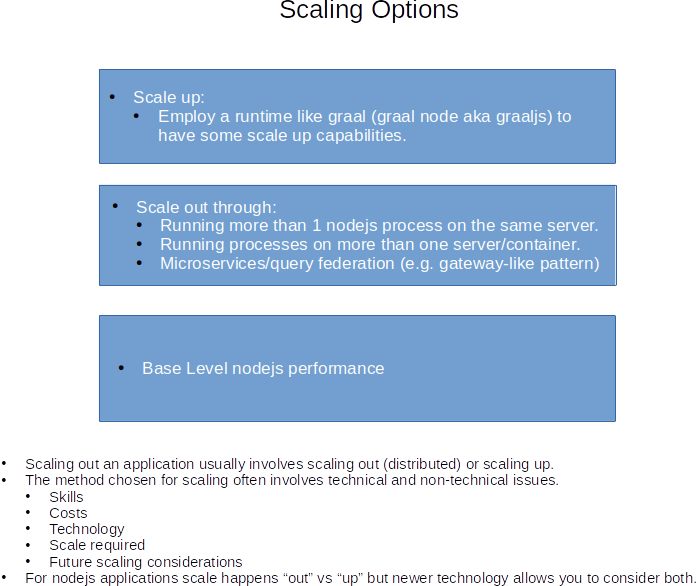 Scaling Options
• Scale up:
• Employ a runtime like graal (graal node aka graaljs) to
have some scale up capabilities.
• Scale out through:
• Running more than 1 nodejs process on the same server.
• Running processes on more than one server/container.
• Microservices/query federation (e.g. gateway-like pattern)
• Base Level nodejs performance
• Scaling out an application usually involves scaling out (distributed) or scaling up.
• The method chosen for scaling often involves technical and non-technical issues.
• Skills
• Costs
• Technology
• Scale required
• Future scaling considerations
• For nodejs applications scale happens “out” vs “up” but newer technology allows you to consider both.